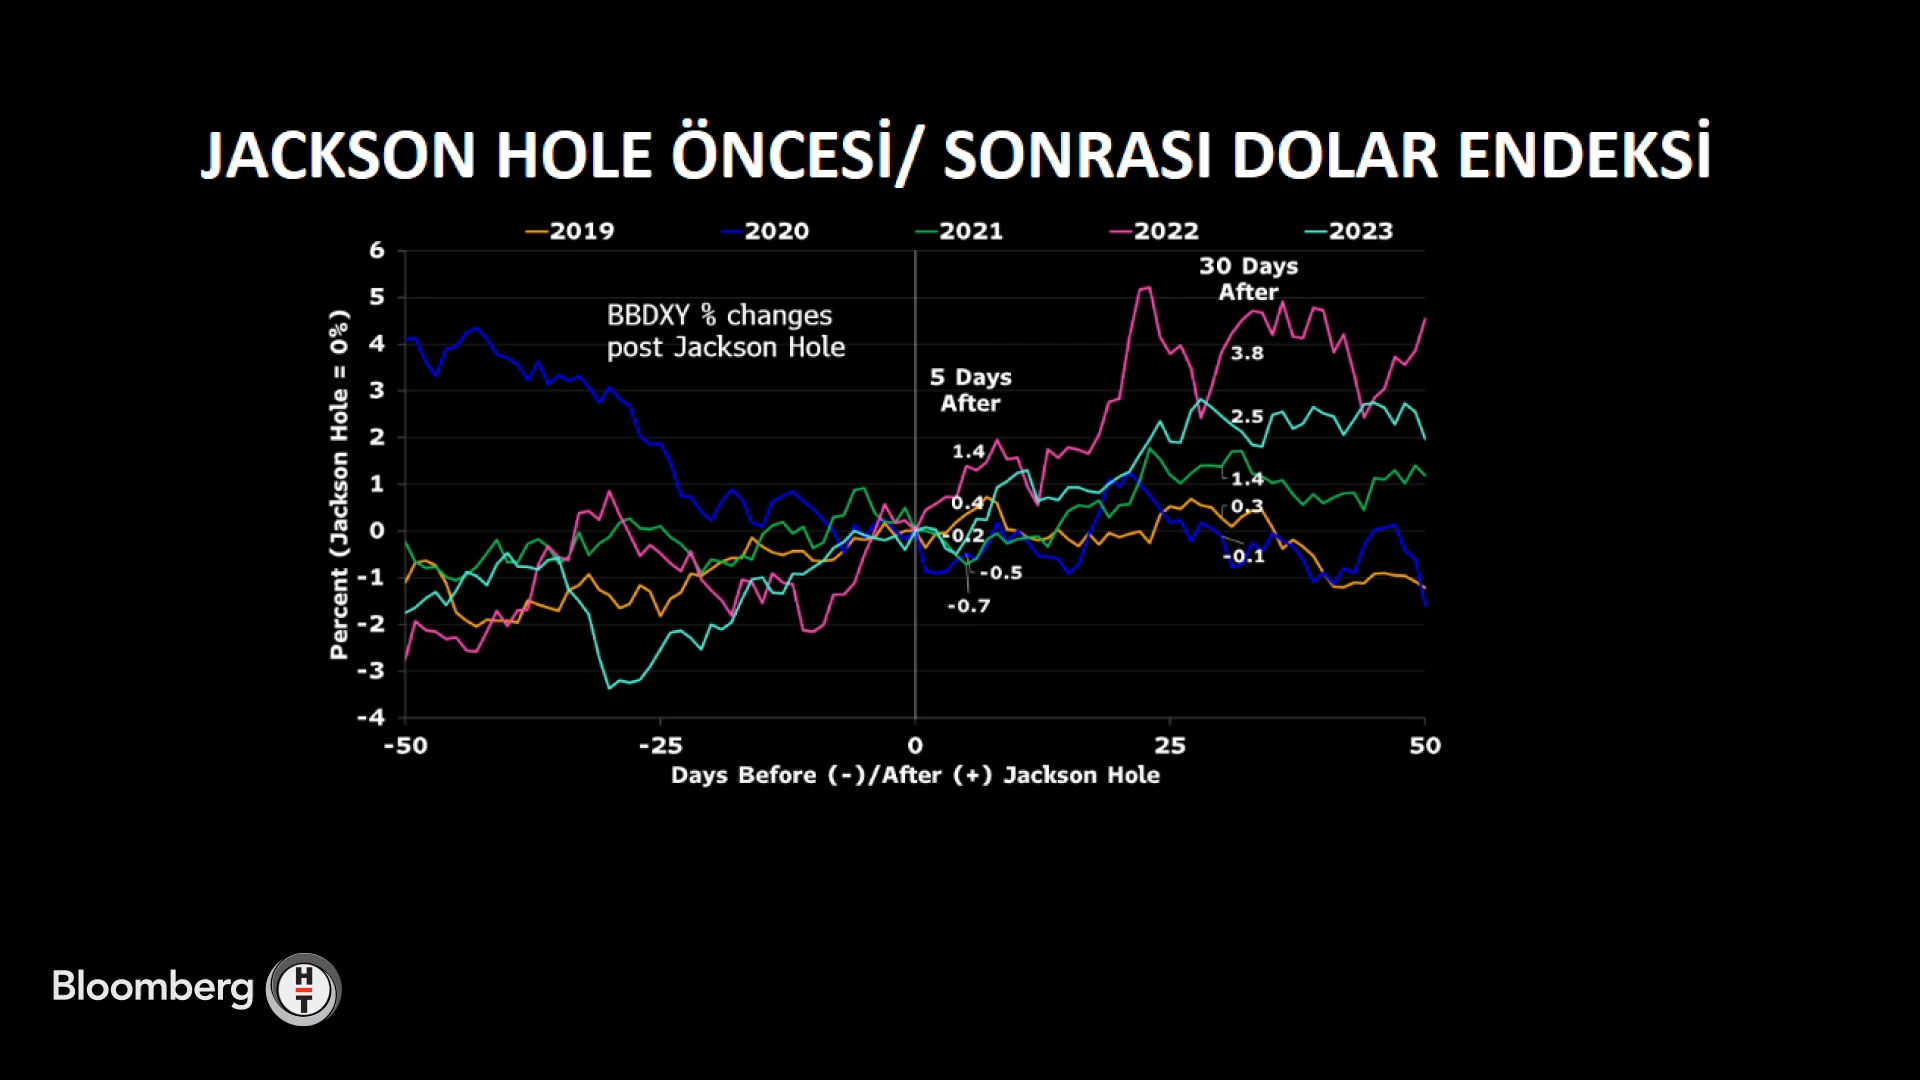 JACKSON HOLE ÖNCESİ/ SONRASI DOLAR ENDEKSİ
2019 2020 2021 2022 2023
6
5
4
3
2
1
0
-1
-2
-3
-4
Percent (Jackson Hole = 0%)
BBDXY % changes
post Jackson Hole
5 Days
After
1.4
0.4
-0.2
-0.5
-0.7
30 Days
After
3.8
2.5
1.4
0.3
-0.1
-50 -25 0 25 50
Days Before (-)/After (+) Jackson Hole
Bloomberg HT